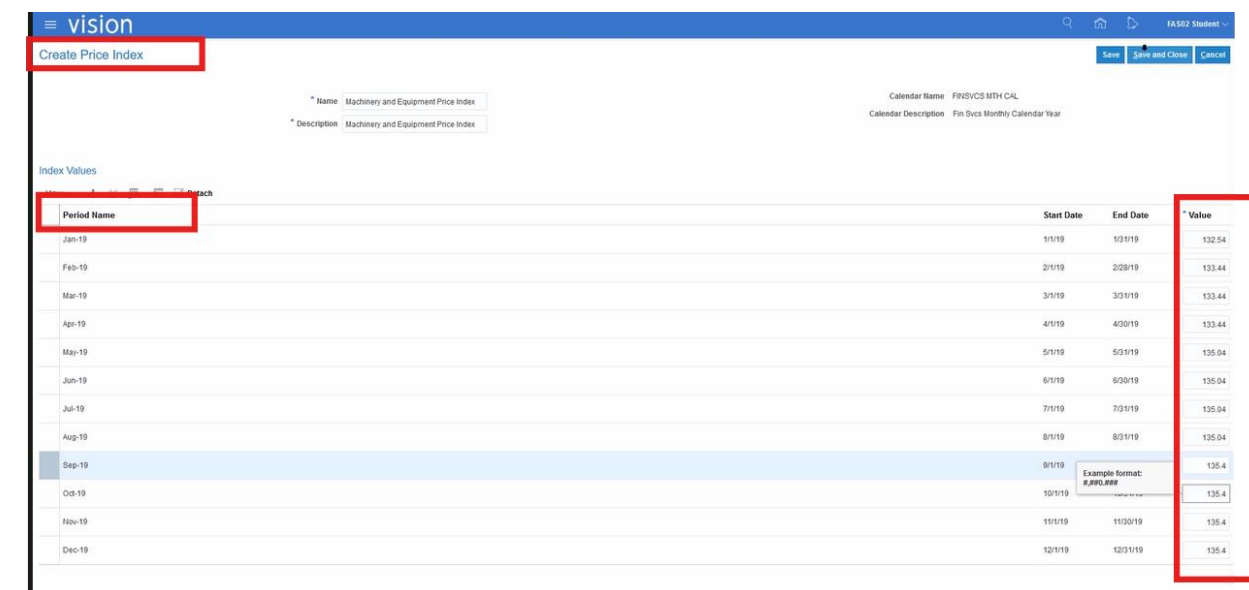 vision
FAS02 Student
Create Price Index
Save Save and Close Cancel
* Name Machinery and Equipment Price Index
Calendar Name FINSVCS MTH CAL
* Description Machinery and Equipment Price Index
Calendar Description Fin Svcs Monthly Calendar Year
Index Values
Detach
Period Name Start Date End Date * Value
Jan-19 1/1/19 1/31/19 132.54
Feb-19 2/1/19 2/28/19 133.44
Mar-19 3/1/19 3/31/19 133.44
Apr-19 4/1/19 4/30/19 133.44
May-19 5/1/19 5/31/19 135.04
Jun-19 6/1/19 6/30/19 135.04
Jul-19 7/1/19 7/31/19 135.04
Aug-19 8/1/19 8/31/19 135.04
Sep-19 9/1/19 135.4
Example format:
#,##0.###
Oct-19 10/1/19 135.4
Nov-19 11/1/19 11/30/19 135.4
Dec-19 12/1/19 12/31/19 135.4